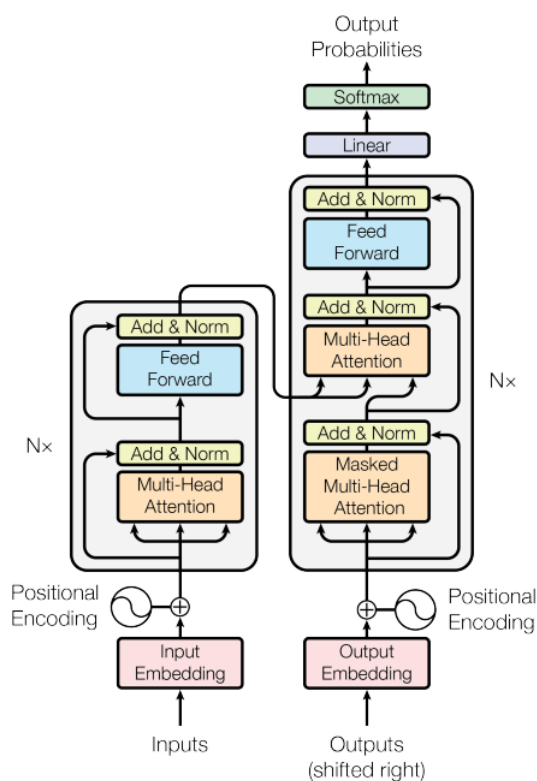 Output
Probabilities
Softmax
Linear
Add & Norm
Feed
Forward
Add & Norm
Multi-Head
Attention
Add & Norm
Masked
Multi-Head
Attention
N×
Add & Norm
Feed
Forward
Add & Norm
Multi-Head
Attention
N×
Positional
Encoding
Positional
Encoding
Input
Embedding
Output
Embedding
Inputs
Outputs
(shifted right)